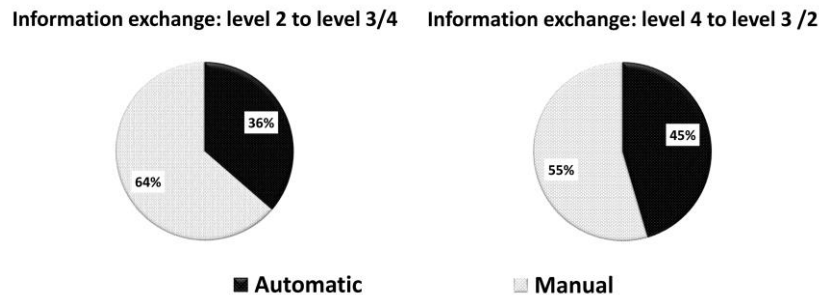 Information exchange: level 2 to level 3/4
Information exchange: level 4 to level 3 /2
36%
64%
45%
55%
Automatic
Manual